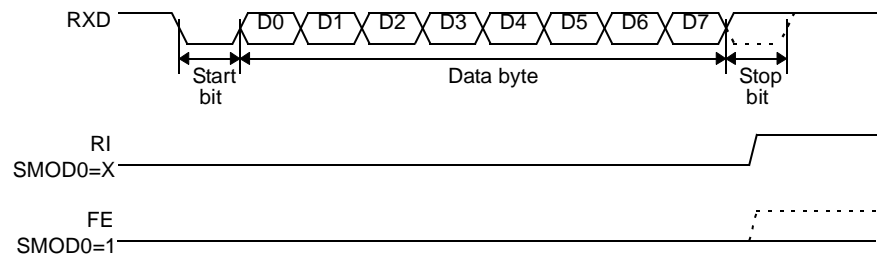 RXD D0 D1 D2 D3 D4 D5 D6 D7
Start bit
Data byte
Stop bit
RI
SMOD0=X
FE
SMOD0=1